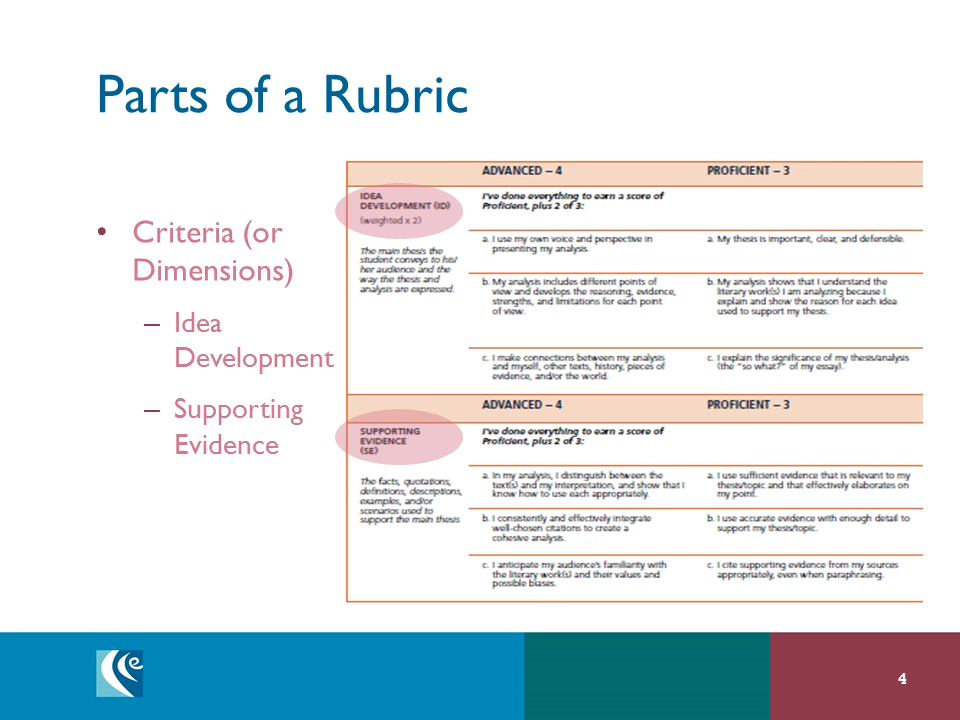 Parts of a Rubric
• Criteria (or
Dimensions)
– Idea
Development
– Supporting
Evidence
ADVANCED – 4 PROFICIENT – 3
IDEA
DEVELOPMENT (ID)
(weighted x 2)
The main thesis the
student conveys to his/
her audience and the
way the thesis and
analysis are expressed.
I've done everything to earn a score of
Proficient, plus 2 of 3:
a. I use my own voice and perspective in
presenting my analysis.
a. My thesis is important, clear, and defensible.
b. My analysis includes different points of
view and develops the reasoning, evidence,
strengths, and limitations for each point
of view.
b. My analysis shows that I understand the
literary work(s) I am analyzing because I
explain and show the reason for each idea
used to support my thesis.
c. I make connections between my analysis
and myself, other texts, history, pieces of
evidence, and/or the world.
c. I explain the significance of my thesis/analysis
(the "so what?" of my essay).
ADVANCED – 4 PROFICIENT – 3
SUPPORTING
EVIDENCE
(SE)
The facts, quotations,
definitions, descriptions,
examples, and/or
scenarios used to
support the main thesis
I've done everything to earn a score of
Proficient, plus 2 of 3:
a. In my analysis, I distinguish between the
text(s) and my interpretation, and show that I
know how to use each appropriately.
a. I use sufficient evidence that is relevant to my
thesis/topic and that effectively elaborates on
my point.
b. I consistently and effectively integrate
well-chosen citations to create a
cohesive analysis.
b. I use accurate evidence with enough detail to
support my thesis/topic.
c. I anticipate my audience's familiarity with
the literary work(s) and their values and
possible biases.
c. I cite supporting evidence from my sources
appropriately, even when paraphrasing.
e
4